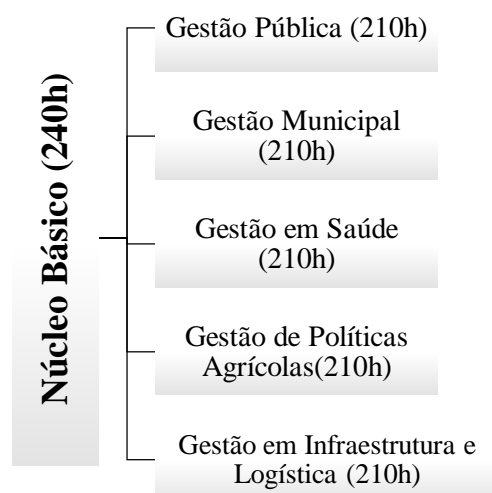 Núcleo Básico (240h)
Gestão Pública (210h)
Gestão Municipal
(210h)
Gestão em Saúde
(210h)
Gestão de Políticas
Agrícolas(210h)
Gestão em Infraestrutura e
Logística (210h)